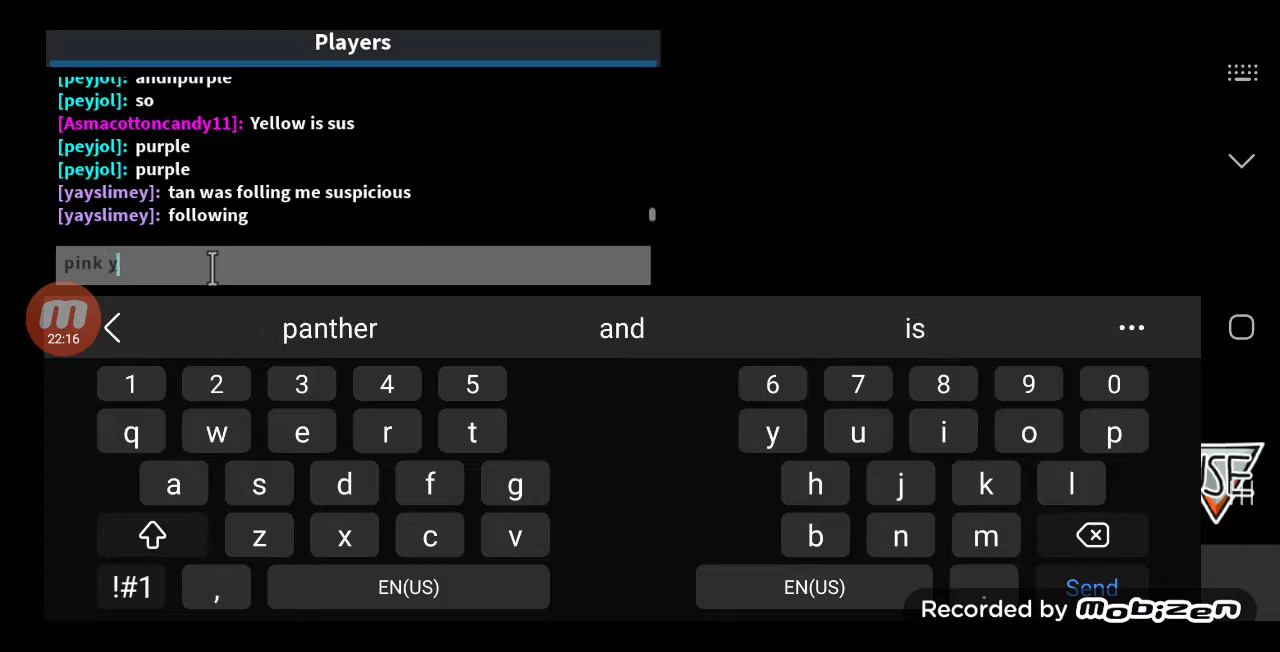 Players
[peyjol]: andnpurple
[peyjol]: so
[Asmacottoncandy11]: Yellow is sus
[peyjol]: purple
[peyjol]: purple
[yayslimey]: tan was folling me suspicious
[yayslimey]: following
pink y
22:16
panther and is ...
1 2 3 4 5 6 7 8 9 0
q w e r t y u i o p
a s d f g h j k l
z x c v b n m
!#1 , EN(US) EN(US) . Send
Recorded by mobizen